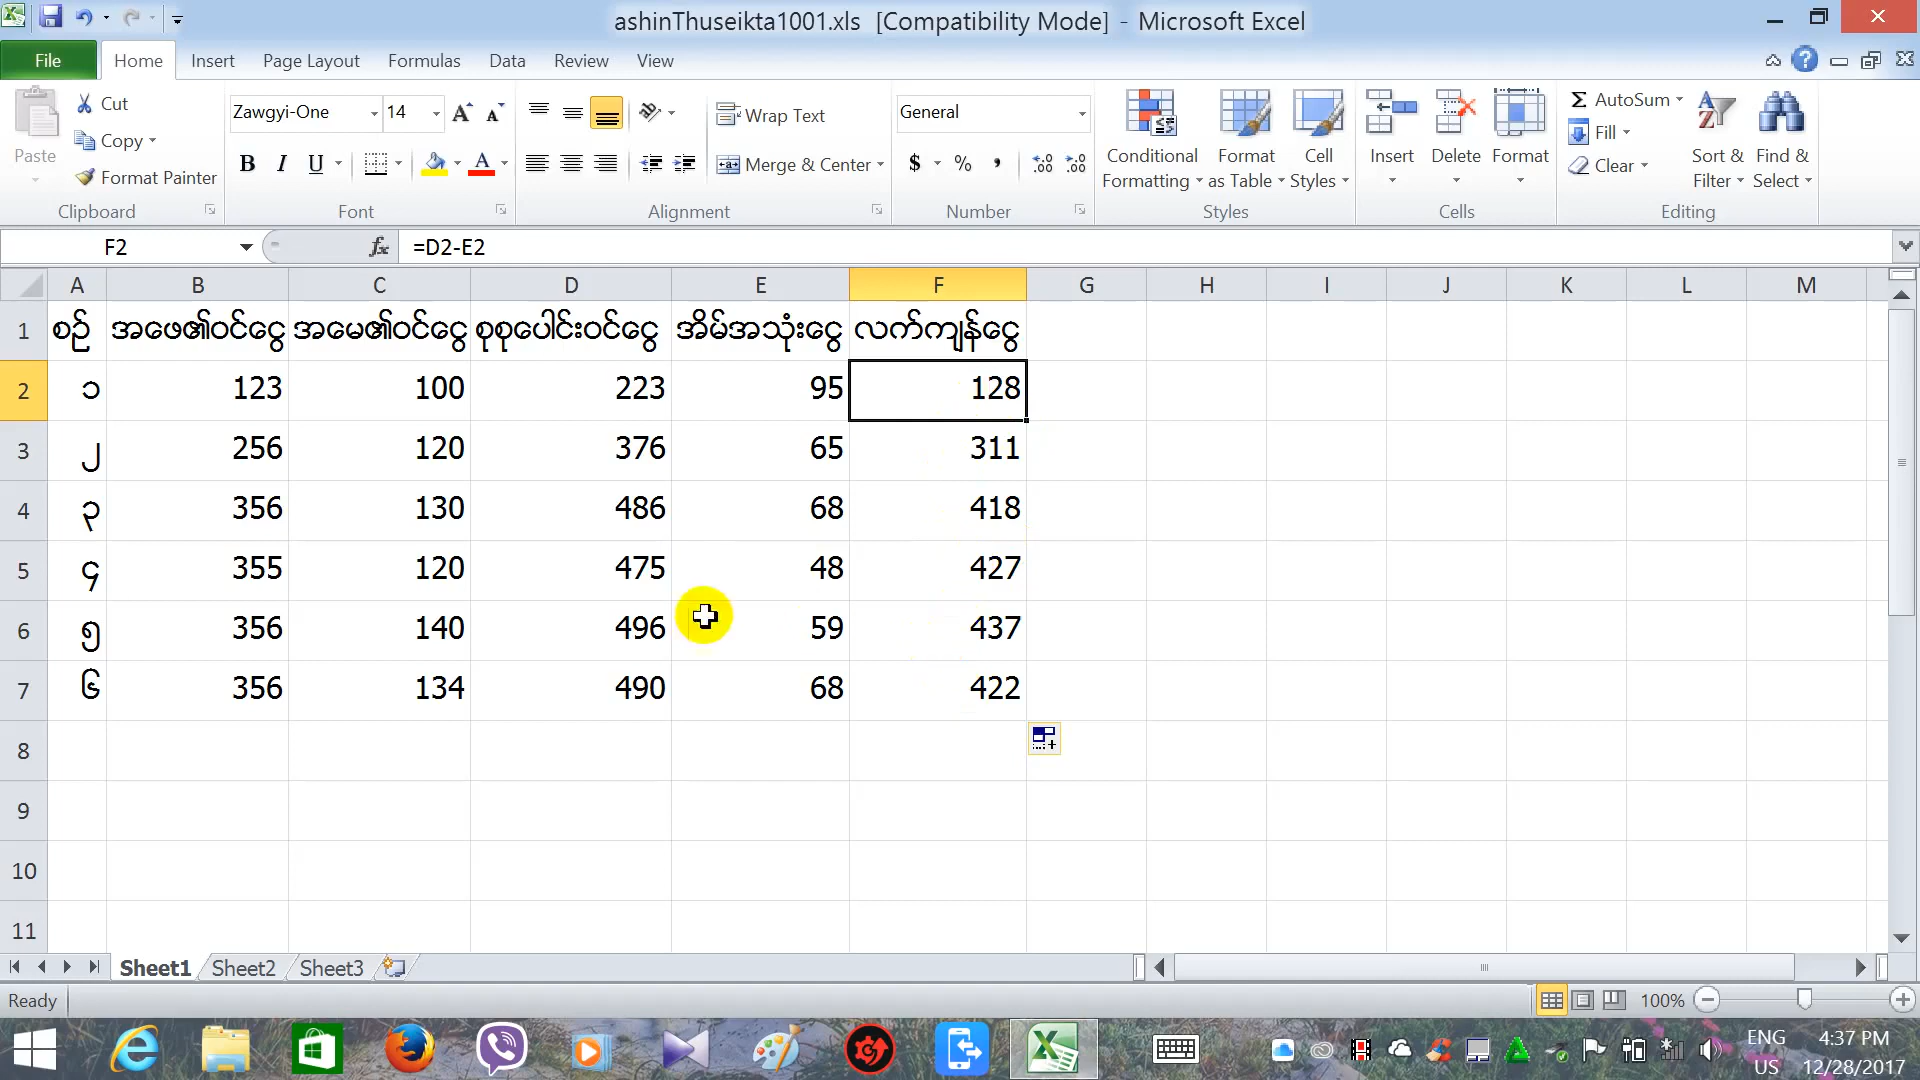 ashinThuseikta1001.xls [Compatibility Mode] - Microsoft Excel
File Home Insert Page Layout Formulas Data Review View
Paste
Cut
Copy
Format Painter
Clipboard
Zawgyi-One 14
B I U
Font
Wrap Text
Merge & Center
Alignment
General
$ % ,
Number
Conditional Formatting
Format as Table
Cell Styles
Styles
Insert Delete Format
Cells
AutoSum
Fill
Clear
Sort & Filter
Find & Select
Editing
F2 fx =D2-E2
A B C D E F G H I J K L M
1 စဉ် အဖေ၏ဝင်ငွေ အမေ၏ဝင်ငွေ စုစုပေါင်းဝင်ငွေ အိမ်အသုံးငွေ လက်ကျန်ငွေ
2 ၁ 123 100 223 95 128
3 ၂ 256 120 376 65 311
4 ၃ 356 130 486 68 418
5 ၄ 355 120 475 48 427
6 ၅ 356 140 496 59 437
7 ၆ 356 134 490 68 422
8
9
10
11
Sheet1 Sheet2 Sheet3
Ready 100%
ENG 4:37 PM
US 12/28/2017